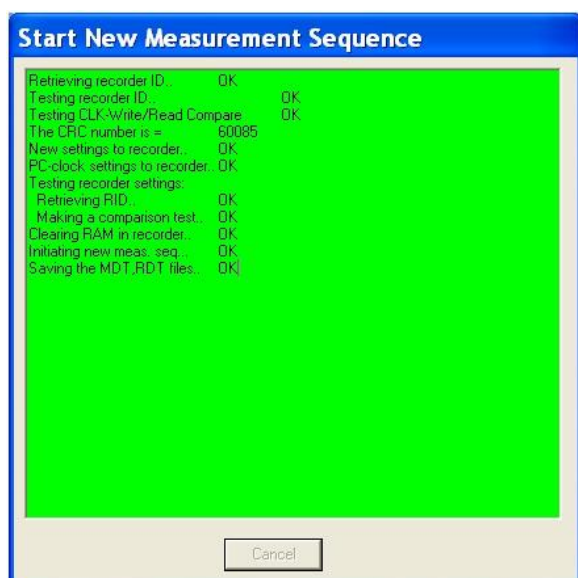 Start New Measurement Sequence
Retrieving recorder ID.. OK
Testing recorder ID.. OK
Testing CLK-Write/Read Compare OK
The CRC number is = 60085
New settings to recorder.. OK
PC-clock settings to recorder.. OK
Testing recorder settings:
Retrieving RID.. OK
Making a comparison test.. OK
Clearing RAM in recorder.. OK
Initiating new meas. seq... OK
Saving the MDT,RDT files.. OK
Cancel